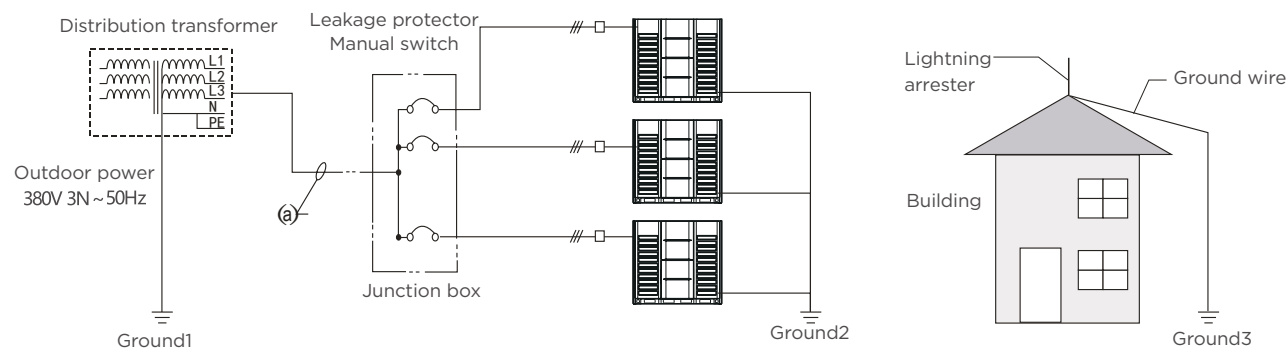 Distribution transformer
L1
L2
L3
N
PE
Outdoor power
380V 3N ~ 50Hz
(a)
Ground1
Leakage protector
Manual switch
Junction box
Ground2
Lightning
arrester
Ground wire
Building
Ground3